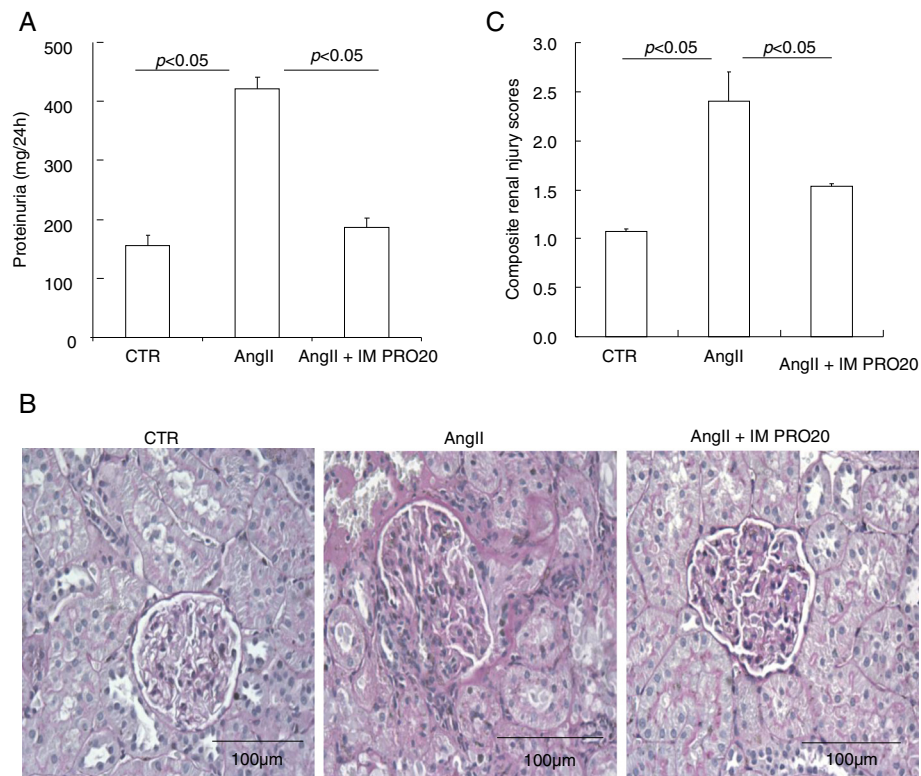 A
Proteinuria (mg/24h)
500
400
300
200
100
0
p<0.05
p<0.05
CTR
AngII
AngII + IM PRO20
C
Composite renal njury scores
3.0
2.5
2.0
1.5
1.0
0.5
0.0
p<0.05
p<0.05
CTR
AngII
AngII + IM PRO20
B
CTR
AngII
AngII + IM PRO20
100µm
100µm
100µm